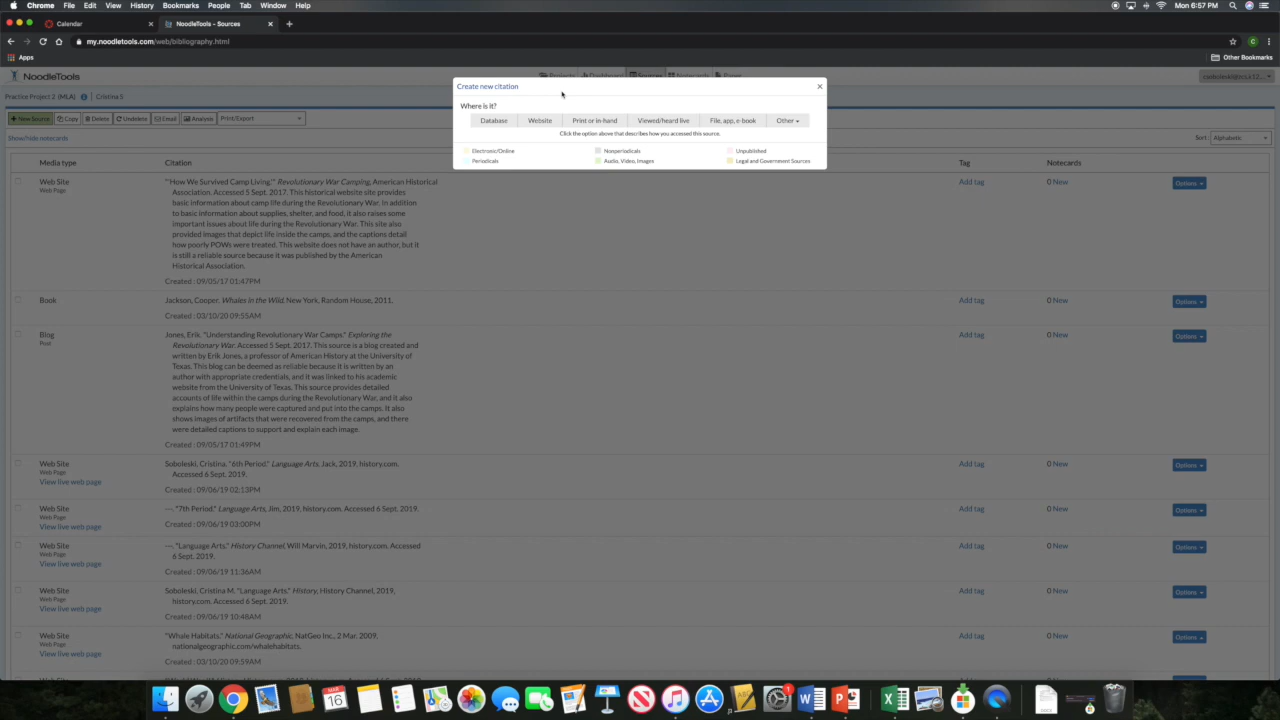 Chrome File Edit View History Bookmarks People Tab Window Help Mon 6:57 PM
Calendar NoodleTools - Sources
my.noodletools.com/web/bibliography.html
Apps Other Bookmarks
NoodleTools Projects Dashboard Sources Notecards Paper
Practice Project 2 (MLA) Cristina S
Create new citation
Where is it?
Database Website Print or in-hand Viewed/heard live File, app, e-book Other
Click the option above that describes how you accessed this source.
Electronic/Online Nonperiodicals Unpublished
Periodicals Audio, Video, Images Legal and Government Sources
New Source Copy Delete Undelete Email Analysis Print/Export
Show/hide notecards Sort: Alphabetic
Media type Citation Tag Notecards
Web Site "'How We Survived Camp Living.'" Revolutionary War Camping, American Historical Add tag 0 New Options
Web Page Association. Accessed 5 Sept. 2017. This historical website site provides
basic information about camp life during the Revolutionary War. In addition
to basic information about supplies, shelter, and food, it also raises some
important issues about life during the Revolutionary War. This site also
provided images that depict life inside the camps, and the captions detail
how poorly POWs were treated. This website does not have an author, but it
is still a reliable source because it was published by the American
Historical Association.
Created : 09/05/17 01:47PM
Book Jackson, Cooper. Whales in the Wild. New York, Random House, 2011. Add tag 0 New Options
Created : 03/10/20 09:55AM
Blog Jones, Erik. "Understanding Revolutionary War Camps." Exploring the Add tag 0 New Options
Post Revolutionary War. Accessed 5 Sept. 2017. This source is a blog created and
written by Erik Jones, a professor of American History at the University of
Texas. This blog can be deemed as reliable because it is written by an
author with appropriate credentials, and it was linked to his academic
website from the University of Texas. This source provides detailed
accounts of life within the camps during the Revolutionary War, and it also
explains how many people were captured and put into the camps. It also
shows images of artifacts that were recovered from the camps, and there
were detailed captions to support and explain each image.
Created : 09/05/17 01:49PM
Web Site Soboleski, Cristina. "6th Period." Language Arts, Jack, 2019, history.com. Add tag 0 New Options
Web Page Accessed 6 Sept. 2019.
View live web page
Created : 09/06/19 02:13PM
Web Site ---. "7th Period." Language Arts, Jim, 2019, history.com. Accessed 6 Sept. 2019. Add tag 0 New Options
Web Page
View live web page Created : 09/06/19 03:00PM
Web Site ---. "Language Arts." History Channel, Will Marvin, 2019, history.com. Accessed Add tag 0 New Options
Web Page 6 Sept. 2019.
View live web page
Created : 09/06/19 11:36AM
Web Site Soboleski, Cristina M. "Language Arts." History, History Channel, 2019, Add tag 0 New Options
Web Page history.com. Accessed 6 Sept. 2019.
View live web page
Created : 09/06/19 10:48AM
Web Site "Whale Habitats." National Geographic, NatGeo Inc., 2 Mar. 2009, Add tag 0 New Options
Web Page nationalgeographic.com/whalehabitats.
View live web page
Created : 03/10/20 09:59AM